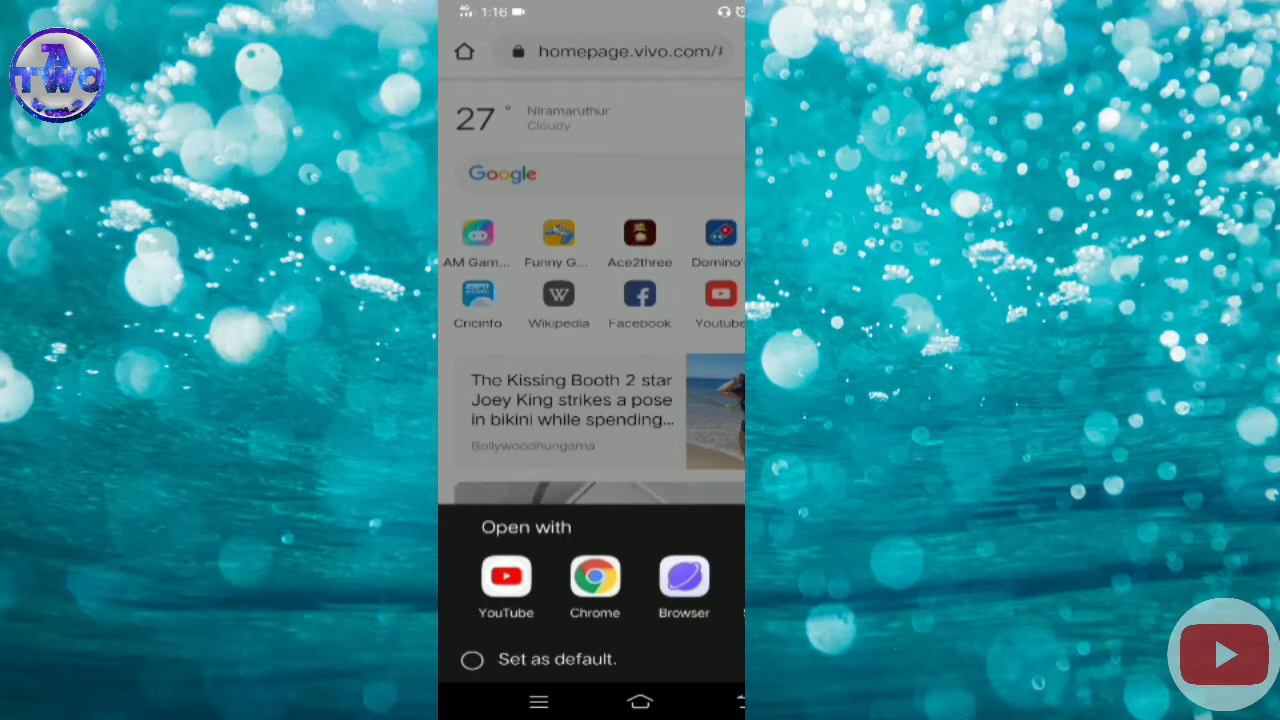 TWO
4G 1:16
homepage.vivo.com/#
27 °
Niramaruthur
Cloudy
Google
AM Gam... Funny G... Ace2three Domino'
Cricinfo Wikipedia Facebook Youtube
The Kissing Booth 2 star
Joey King strikes a pose
in bikini while spending...
Bollywoodhungama
Open with
YouTube Chrome Browser
Set as default.